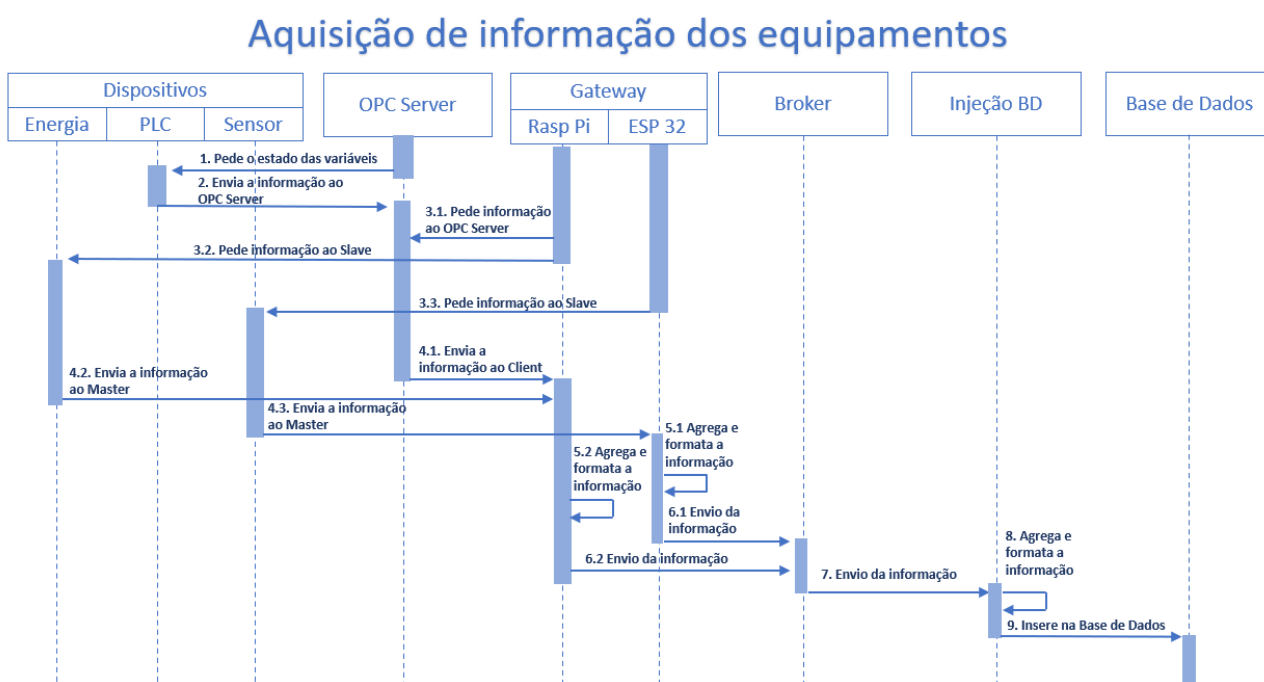 Aquisição de informação dos equipamentos
Dispositivos
Energia
PLC
Sensor
OPC Server
Gateway
Rasp Pi
ESP 32
Broker
Injeção BD
Base de Dados
1. Pede o estado das variáveis
2. Envia a informação ao
OPC Server
3.1. Pede informação
ao OPC Server
3.2. Pede informação ao Slave
3.3. Pede informação ao Slave
4.1. Envia a
informação ao Client
4.2. Envia a informação
ao Master
4.3. Envia a informação
ao Master
5.1 Agrega e
formata a
informação
5.2 Agrega e
formata a
informação
6.1 Envio da
informação
6.2 Envio da informação
7. Envio da informação
8. Agrega e
formata a
informação
9. Insere na Base de Dados